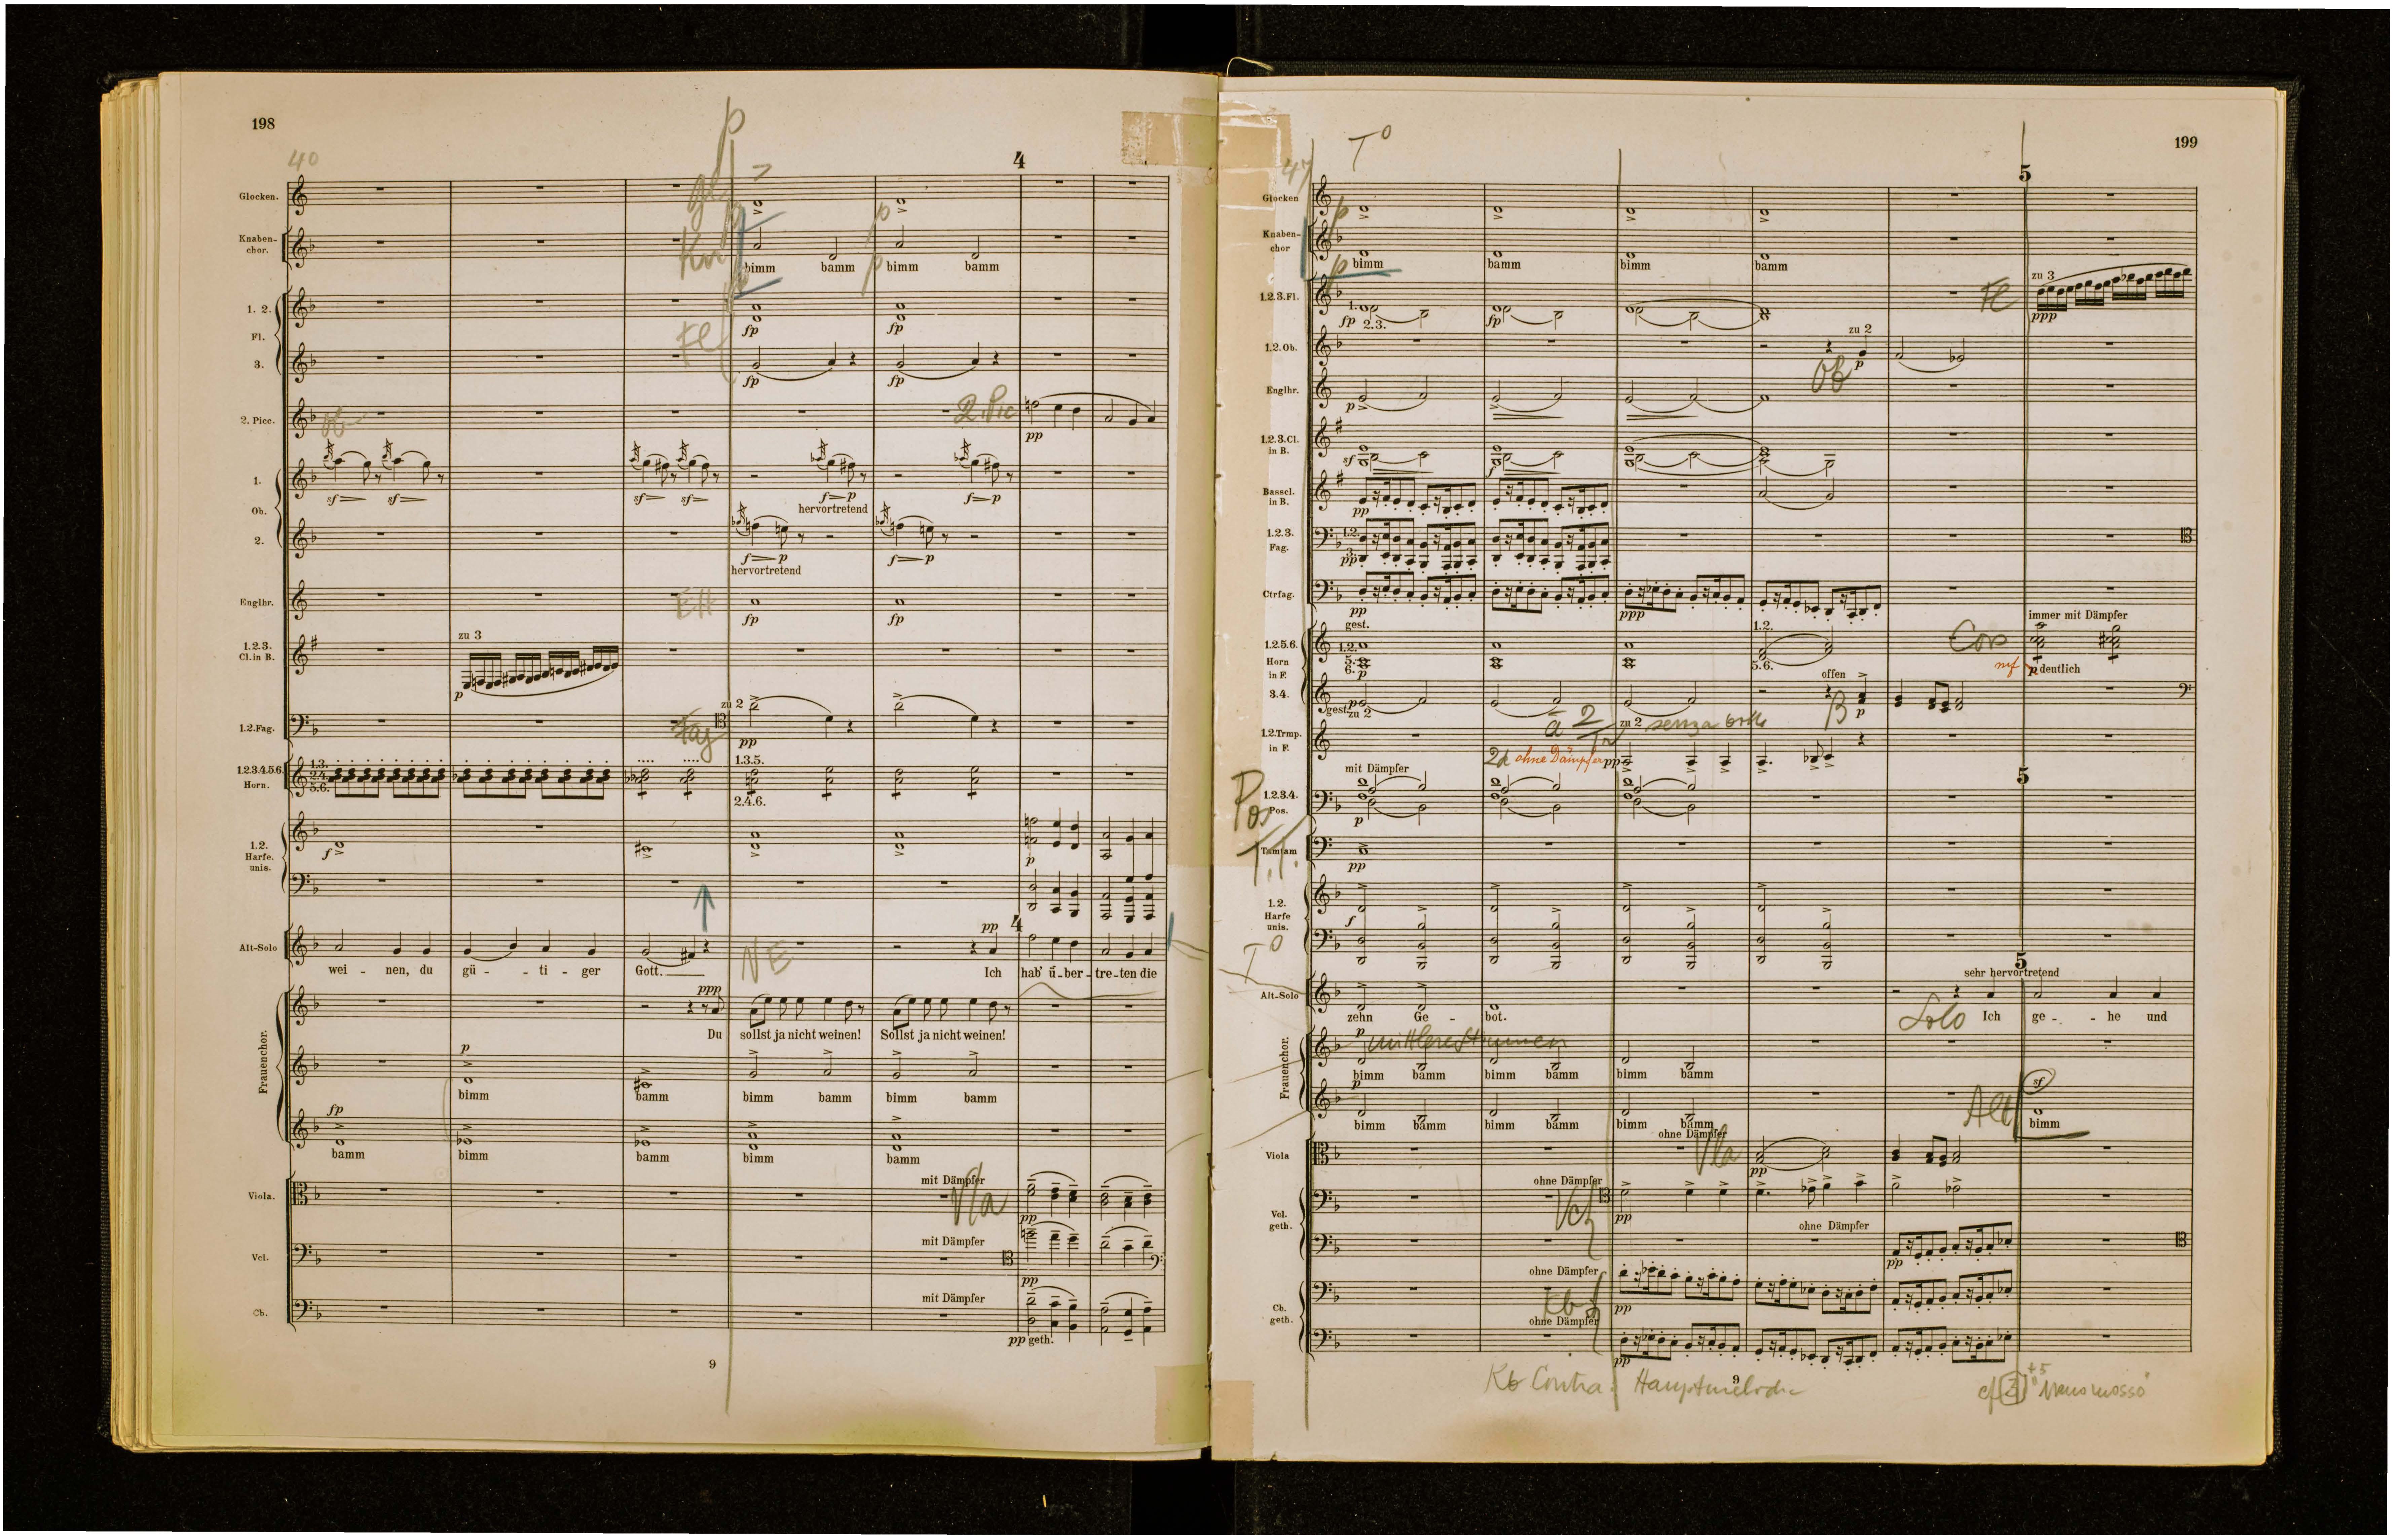 198
40
p
4
Glocken.
Knaben-
chor.
bimm bamm bimm bamm
1. 2.
Fl.
3.
Fl
fp fp
fp fp
2. Picc.
2. Pic
pp
1.
Ob.
2.
sf sf sf sf f p f p
hervortretend
f p f p
hervortretend
Englhr.
EH
fp fp
1.2.3.
Cl. in B.
zu 3
p
1.2.Fag.
Fag
zu 2
pp
1.2.3.4.5.6.
Horn.
1.3.
2.4.
5.6.
1.3.5.
2.4.6.
1.2.
Harfe.
unis.
f
p
Alt-Solo
NE
pp
4
wei - nen, du gü - ti - ger Gott. Ich hab' ü - ber - tre - ten die
Frauenchor.
ppp
Du sollst ja nicht weinen! Sollst ja nicht weinen!
p
bimm bamm bimm bamm bimm bamm
fp
bamm bimm bamm bimm bamm
Viola.
mit Dämpfer
Vla
pp
Vcl.
mit Dämpfer
pp
Cb.
mit Dämpfer
pp geth.
9
199
47
T°
5
Glocken
p
Knaben-
chor
p
bimm bamm bimm bamm
1.2.3.Fl.
1.
fp 2.3. fp
Fl
zu 3
ppp
1.2.Ob.
zu 2
p
Ob
Englhr.
p
1.2.3.Cl.
in B.
sf f
Basscl.
in B.
pp
1.2.3.
Fag.
1.2.
3.
pp
Ctrfag.
pp ppp
1.2.5.6.
Horn
in F.
gest.
1.2.
5.
6.
p
1.2.
5.6.
Cor
immer mit Dämpfer
mf p deutlich
3.4.
p
gest. zu 2
offen
p
1.2.Trmp.
in F.
à 2
zu 2
2d ohne Dämpfer pp
1.2.3.4.
Pos.
Pos
mit Dämpfer
p
5
Tamtam
T.T.
pp
1.2.
Harfe
unis.
f
T°
Alt-Solo
5
sehr hervortretend
Solo
zehn Ge - bot. Ich ge - he und
Frauenchor.
p
mittlere Stimmen
bimm bamm bimm bamm bimm bamm
p
bimm bamm bimm bamm bimm bamm
Alt
sf
bimm
Viola
ohne Dämpfer
Vla
pp
Vcl.
geth.
ohne Dämpfer
Vcl
pp
ohne Dämpfer
pp
Cb.
geth.
ohne Dämpfer
Kb
pp
ohne Dämpfer
pp
9
Kb Contra: Hauptmelodie